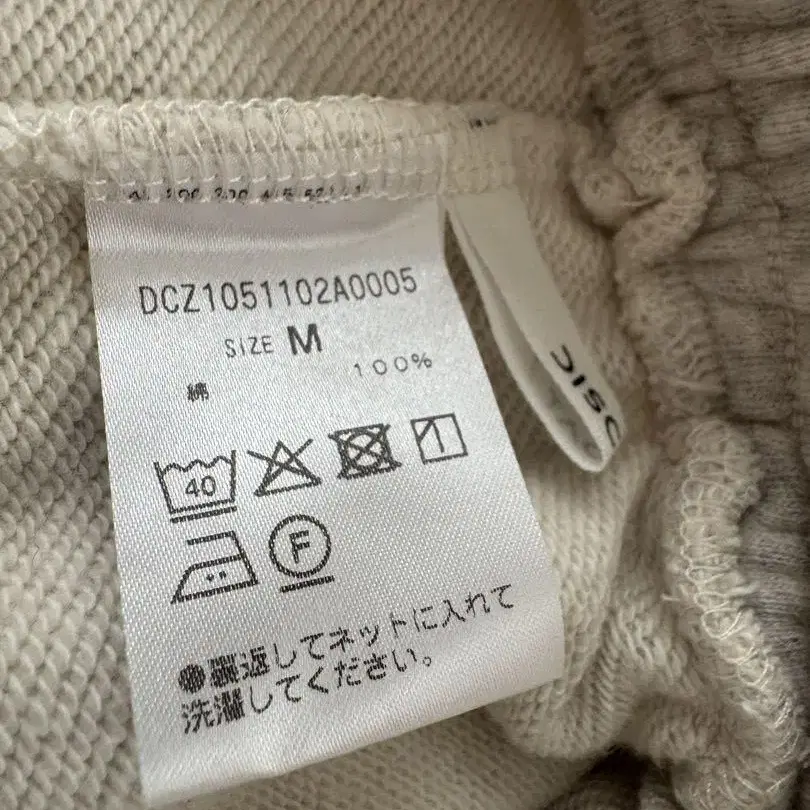 DCZ1051102A0005
SIZE M
綿 100%
40
F
●裏返してネットに入れて
洗濯してください。
DISC